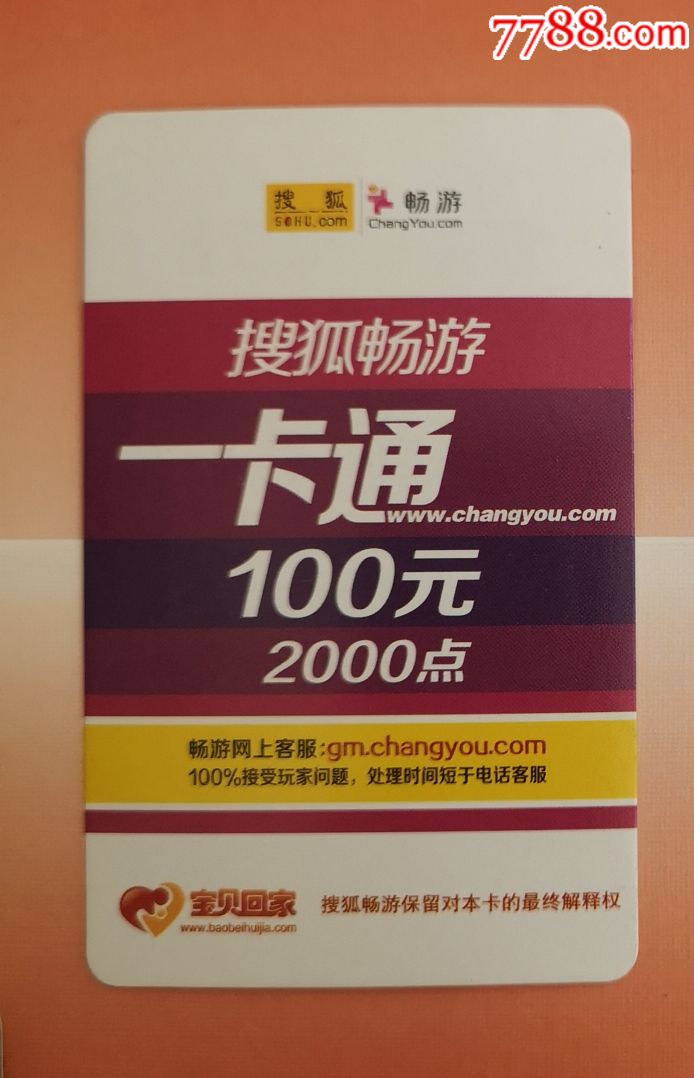 7788.com
搜狐 畅游
SOHU.com ChangYou.com
搜狐畅游
一卡通
www.changyou.com
100元
2000点
畅游网上客服:gm.changyou.com
100%接受玩家问题，处理时间短于电话客服
宝贝回家 搜狐畅游保留对本卡的最终解释权
www.baobeihuijia.com